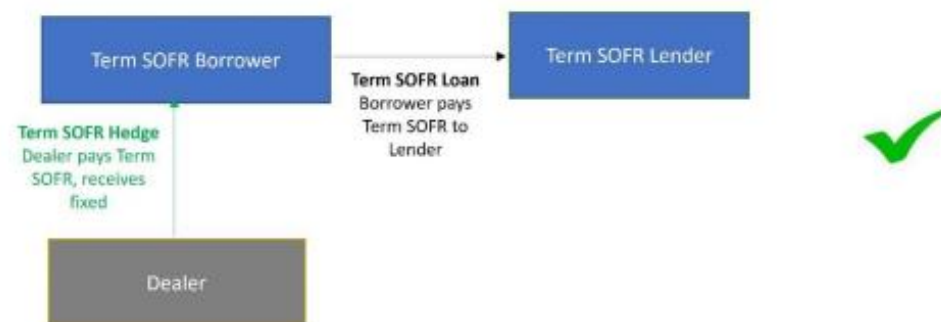 Term SOFR Borrower
Term SOFR Lender
Term SOFR Loan
Borrower pays
Term SOFR to
Lender
Term SOFR Hedge
Dealer pays Term
SOFR, receives
fixed
Dealer